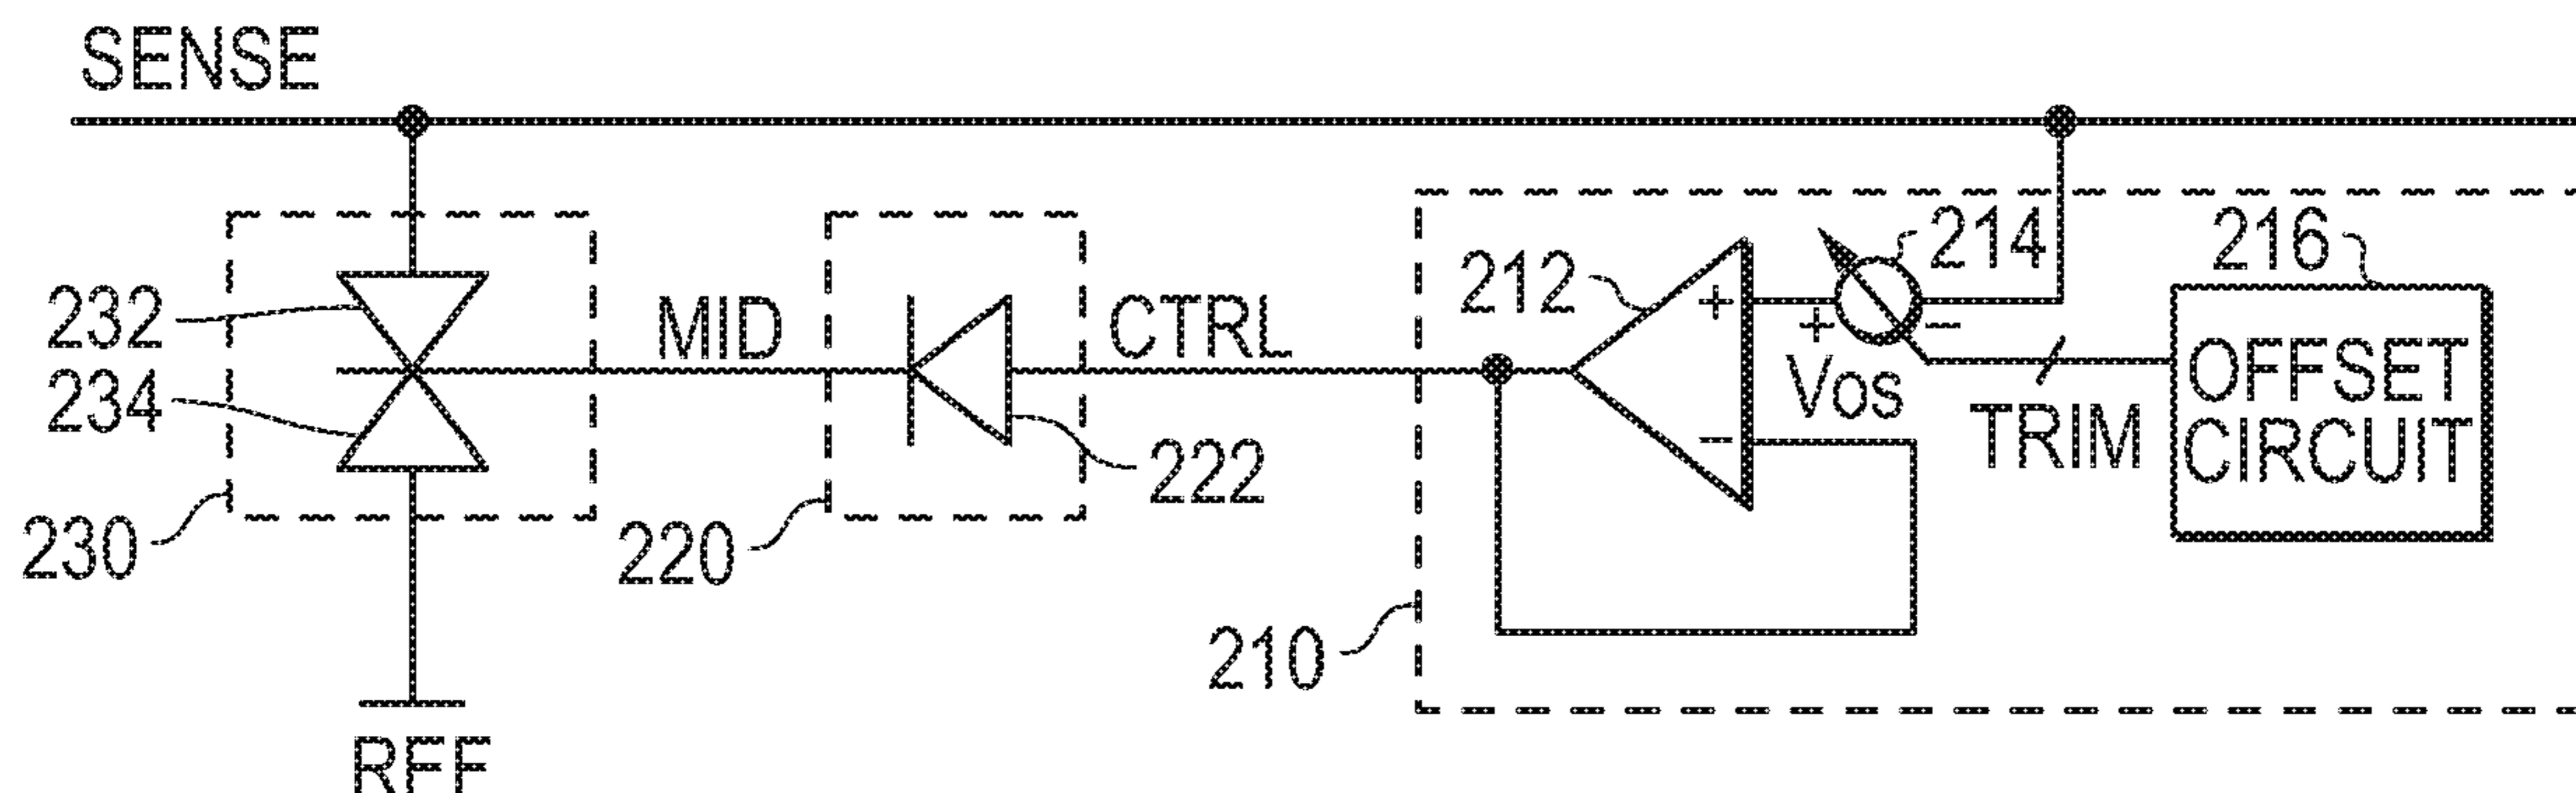 SENSE
214
216
212
232
MID
CTRL
+
+
-
OFFSET
CIRCUIT
Vos
234
TRIM
-
222
230
220
210
REF